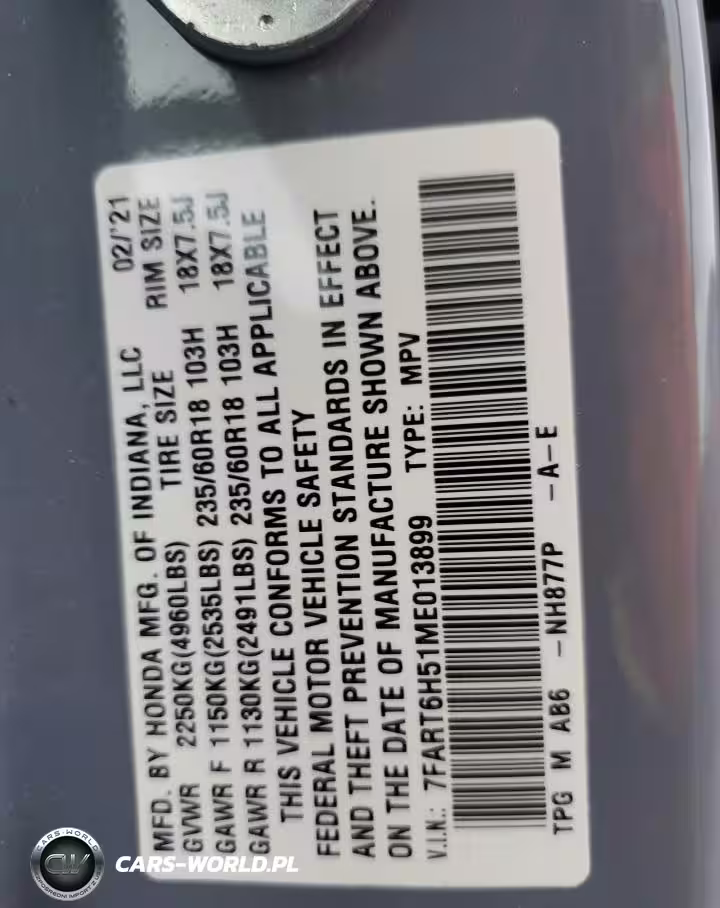 MFD. BY HONDA MFG. OF INDIANA, LLC 02/'21
GVWR 2250KG(4960LBS) TIRE SIZE RIM SIZE
GAWR F 1150KG(2535LBS) 235/60R18 103H 18X7.5J
GAWR R 1130KG(2491LBS) 235/60R18 103H 18X7.5J
THIS VEHICLE CONFORMS TO ALL APPLICABLE
FEDERAL MOTOR VEHICLE SAFETY
AND THEFT PREVENTION STANDARDS IN EFFECT
ON THE DATE OF MANUFACTURE SHOWN ABOVE.
V.I.N.: 7FART6H51ME013899 TYPE: MPV
TPG M AB6 -NH877P -A-E
CARS-WORLD
CW
CARS-WORLD.PL